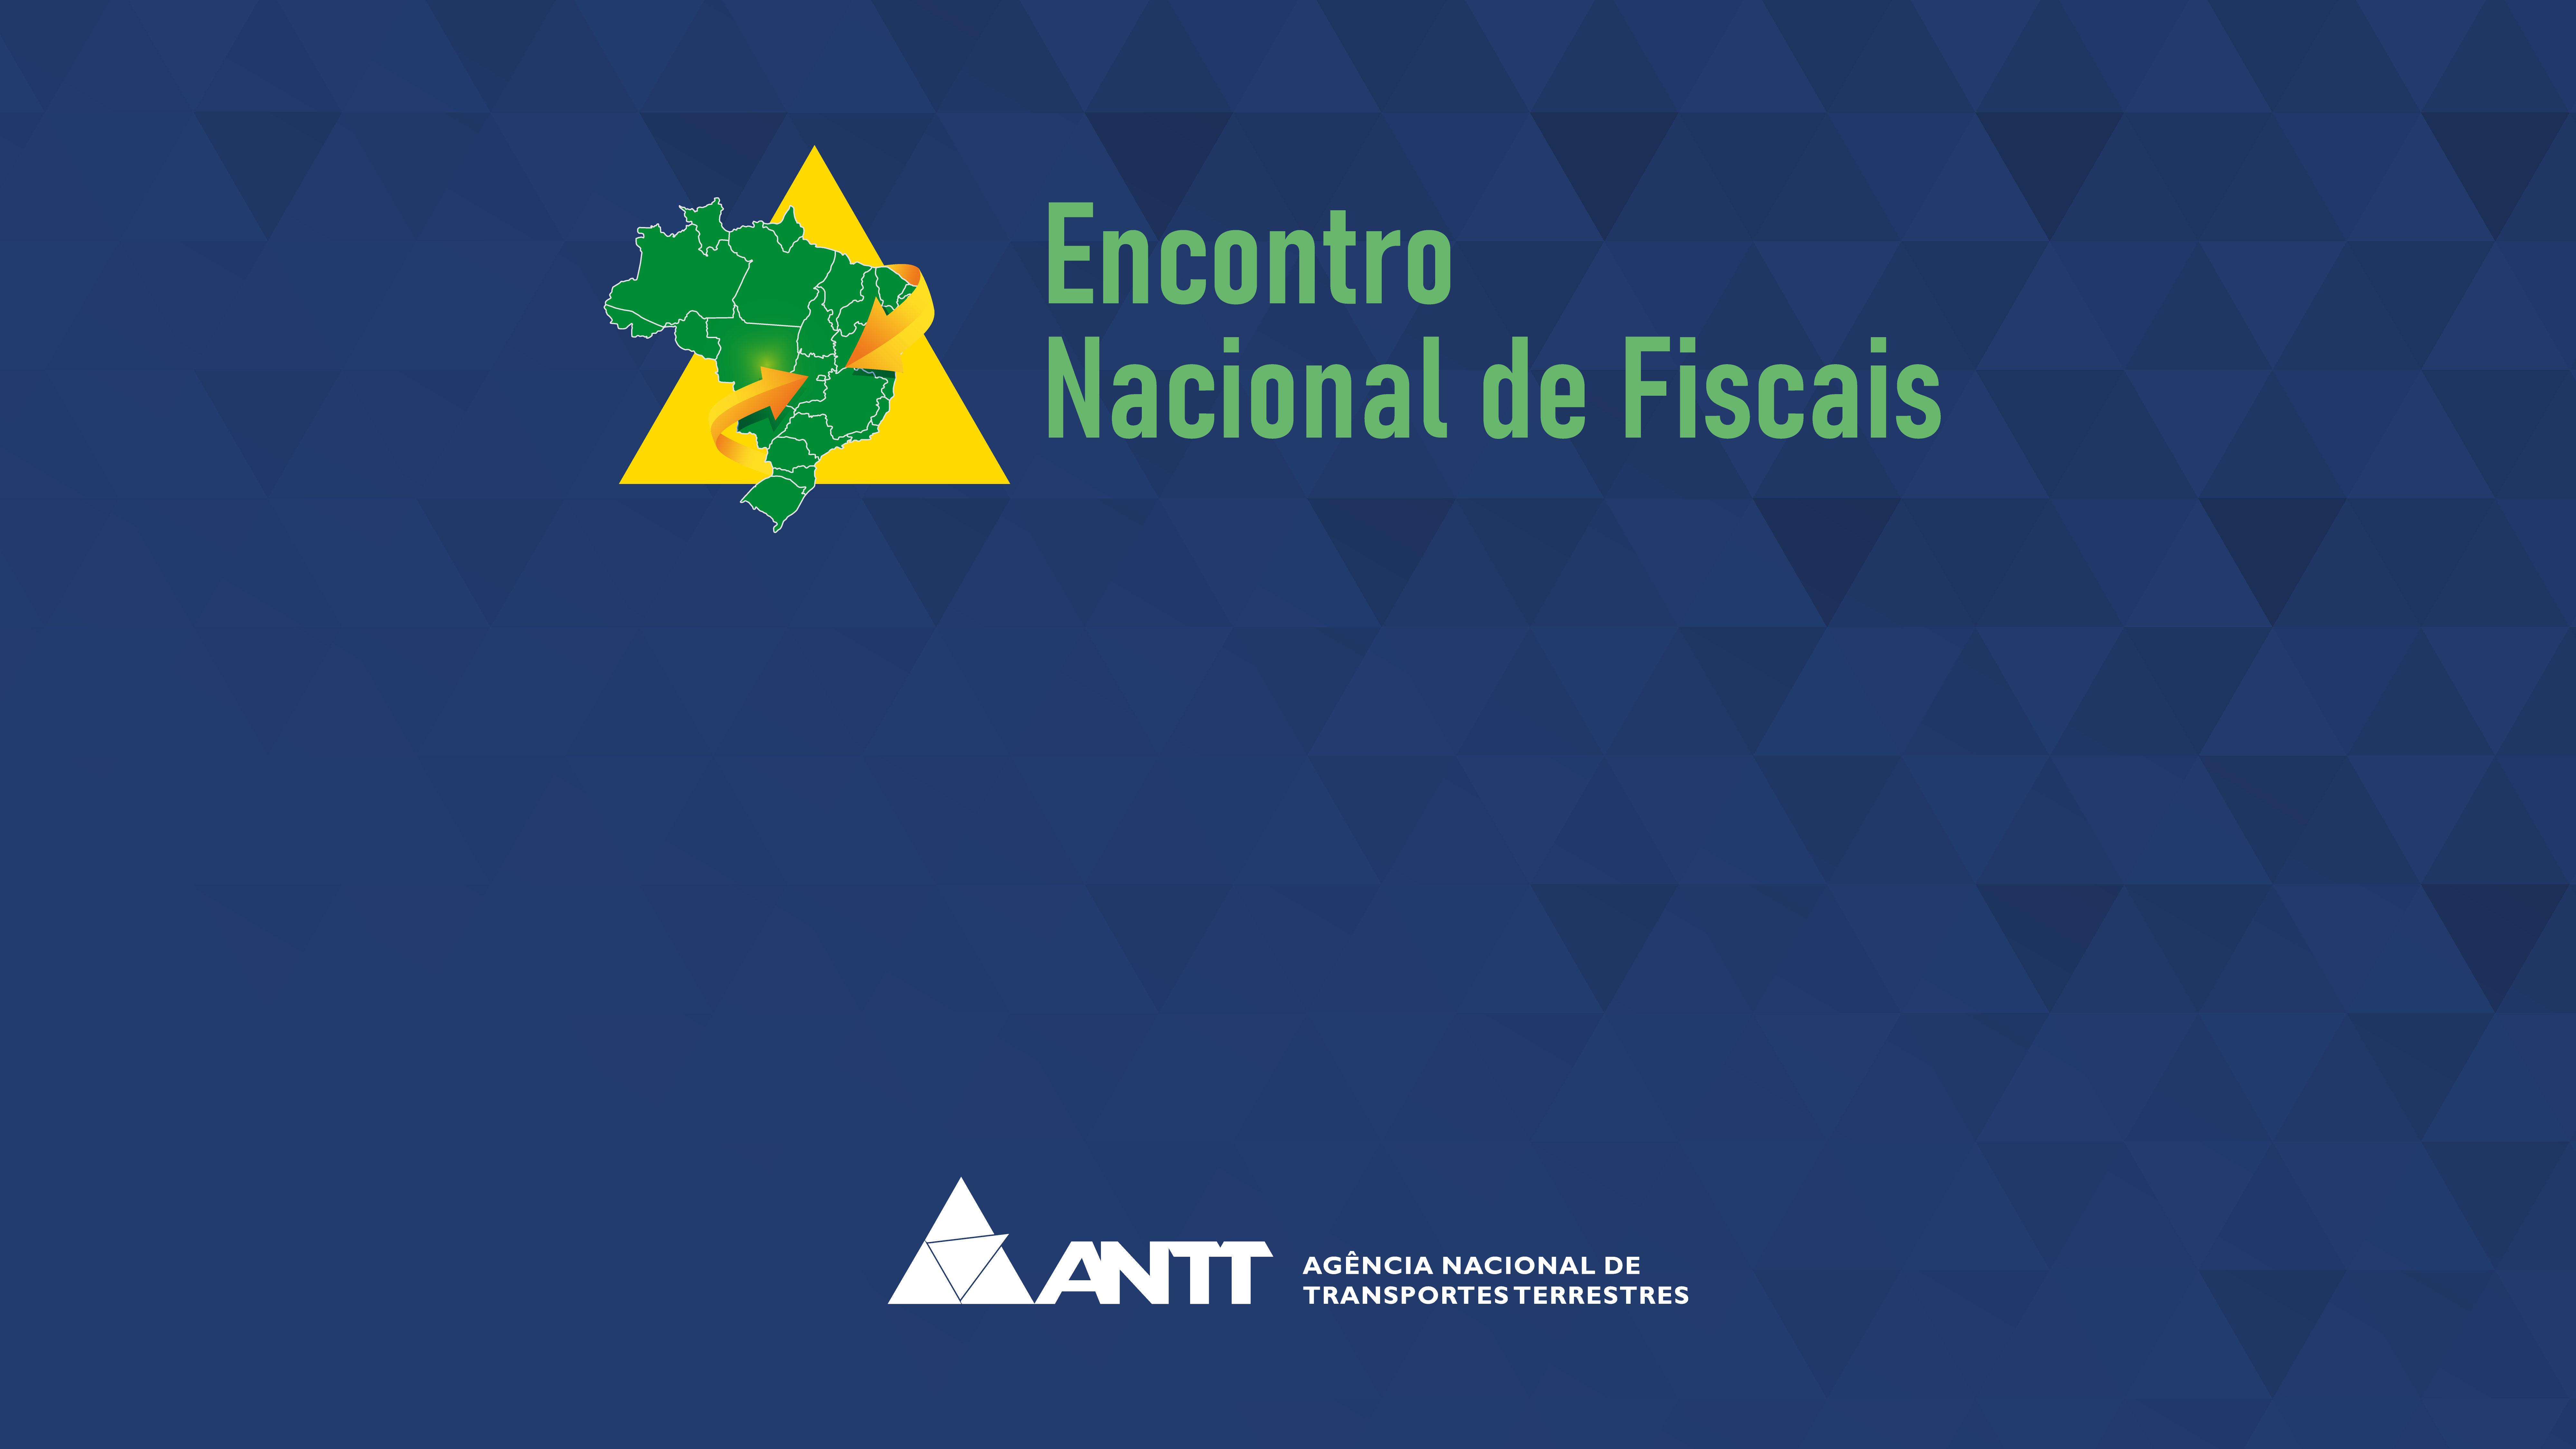 Encontro
Nacional de Fiscais
ANTT
AGÊNCIA NACIONAL DE
TRANSPORTES TERRESTRES